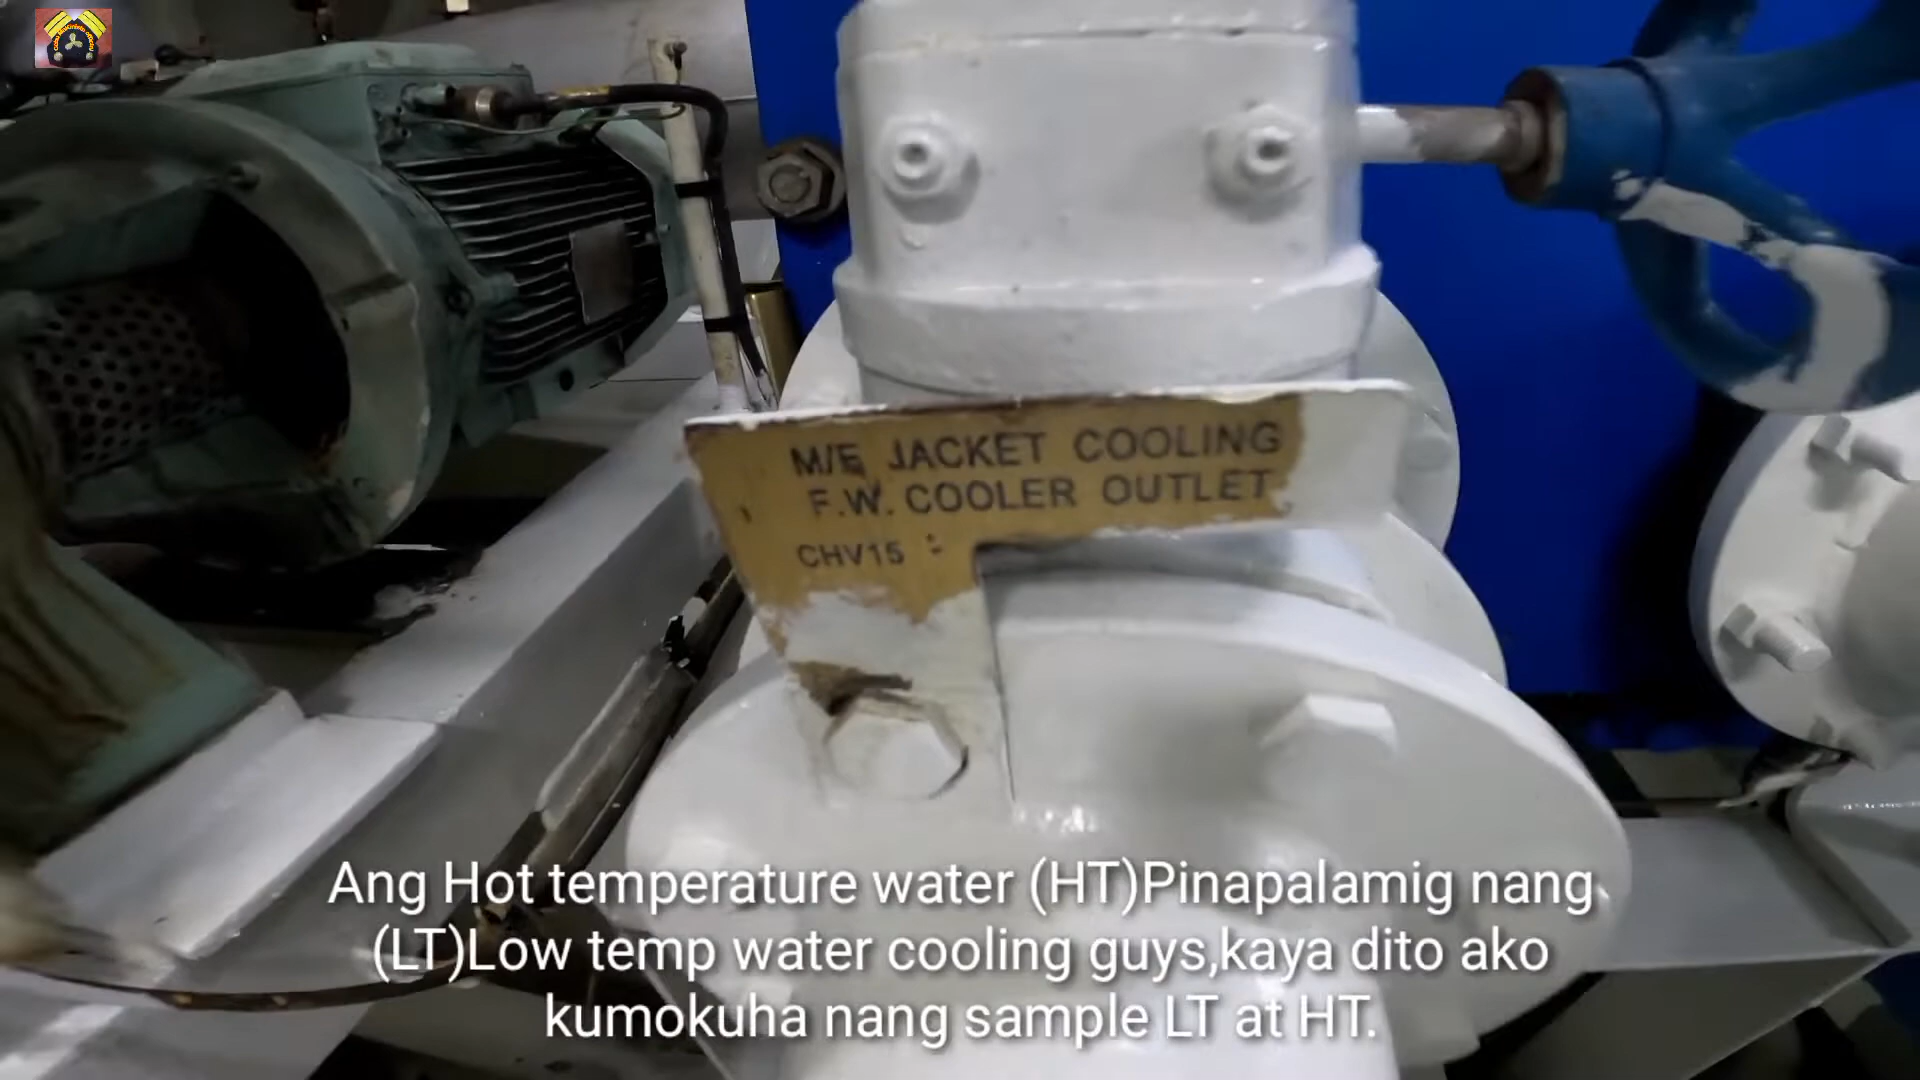 M/E JACKET COOLING
F.W. COOLER OUTLET
CHV15
Ang Hot temperature water (HT)Pinapalamig nang
(LT)Low temp water cooling guys,kaya dito ako
kumokuha nang sample LT at HT.